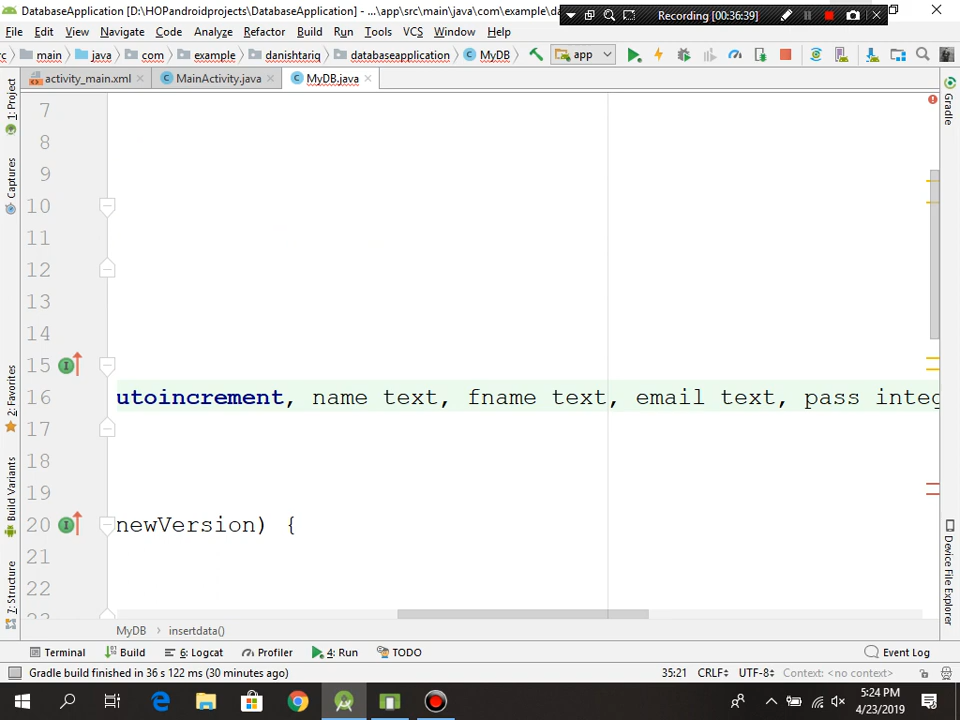 DatabaseApplication [D:\HOPandroidprojects\DatabaseApplication] - ...\app\src\main\java\com\example\da
Recording [00:36:39]
File Edit View Navigate Code Analyze Refactor Build Run Tools VCS Window Help
rc main java com example danishtariq databaseapplication MyDB app
activity_main.xml MainActivity.java MyDB.java
1: Project
Captures
2: Favorites
Build Variants
7: Structure
Gradle
Device File Explorer
7
8
9
10
11
12
13
14
15
16 utoincrement, name text, fname text, email text, pass integ
17
18
19
20 newVersion) {
21
22
23
MyDB › insertdata()
Terminal Build 6: Logcat Profiler 4: Run TODO Event Log
Gradle build finished in 36 s 122 ms (30 minutes ago) 35:21 CRLF UTF-8 Context: <no context>
5:24 PM
4/23/2019